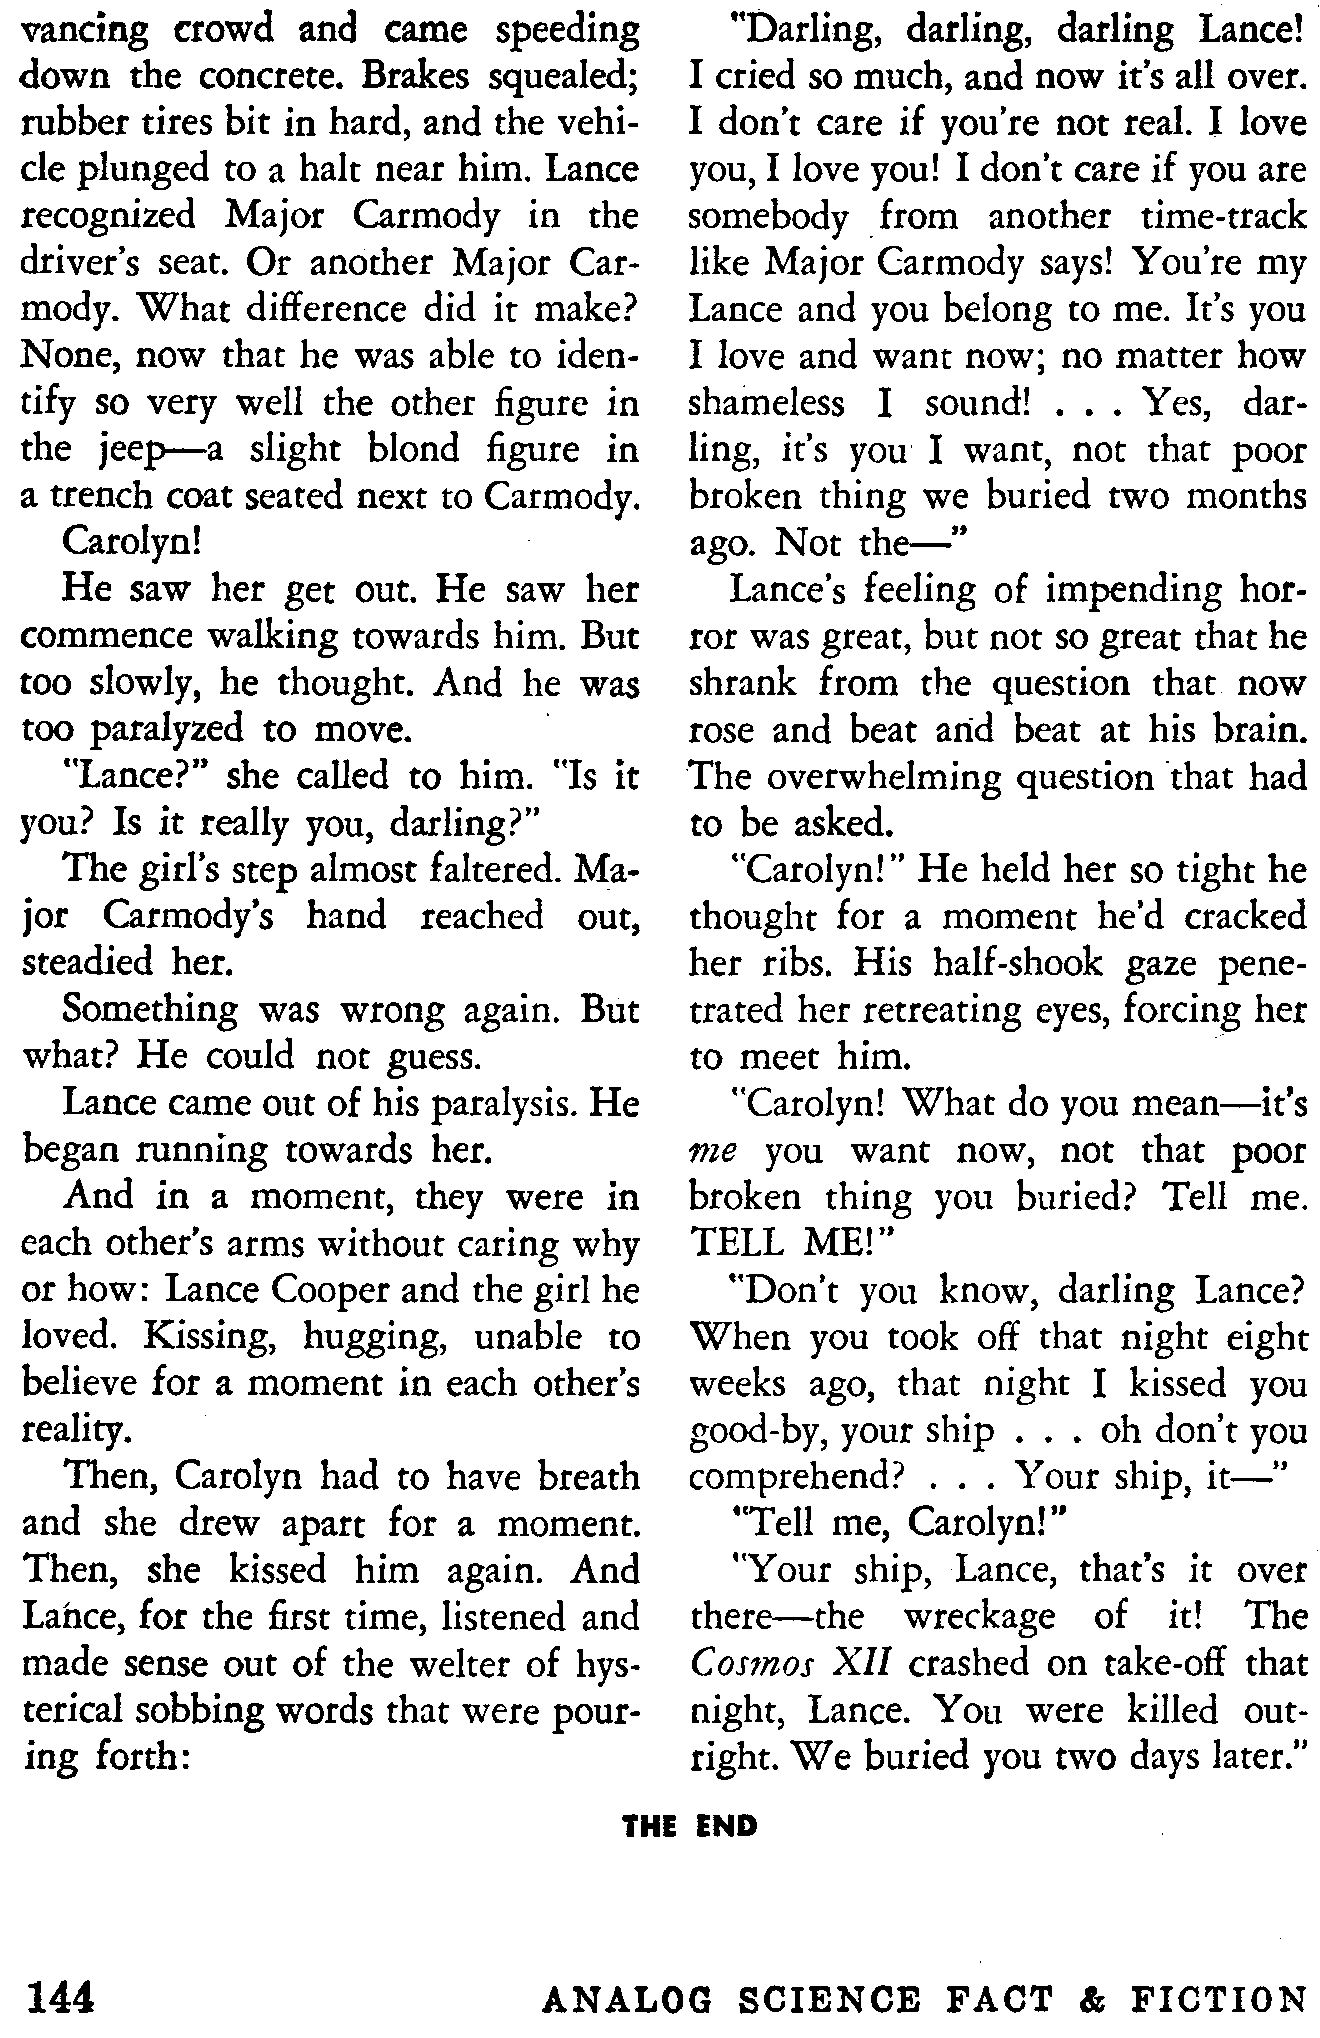 vancing crowd and came speeding
down the concrete. Brakes squealed;
rubber tires bit in hard, and the vehi-
cle plunged to a halt near him. Lance
recognized Major Carmody in the
driver's seat. Or another Major Car-
mody. What difference did it make?
None, now that he was able to iden-
tify so very well the other figure in
the jeep—a slight blond figure in
a trench coat seated next to Carmody.
Carolyn!
He saw her get out. He saw her
commence walking towards him. But
too slowly, he thought. And he was
too paralyzed to move.
"Lance?" she called to him. "Is it
you? Is it really you, darling?"
The girl's step almost faltered. Ma-
jor Carmody's hand reached out,
steadied her.
Something was wrong again. But
what? He could not guess.
Lance came out of his paralysis. He
began running towards her.
And in a moment, they were in
each other's arms without caring why
or how: Lance Cooper and the girl he
loved. Kissing, hugging, unable to
believe for a moment in each other's
reality.
Then, Carolyn had to have breath
and she drew apart for a moment.
Then, she kissed him again. And
Lance, for the first time, listened and
made sense out of the welter of hys-
terical sobbing words that were pour-
ing forth:
"Darling, darling, darling Lance!
I cried so much, and now it's all over.
I don't care if you're not real. I love
you, I love you! I don't care if you are
somebody from another time-track
like Major Carmody says! You're my
Lance and you belong to me. It's you
I love and want now; no matter how
shameless I sound! . . . Yes, dar-
ling, it's you I want, not that poor
broken thing we buried two months
ago. Not the—"
Lance's feeling of impending hor-
ror was great, but not so great that he
shrank from the question that now
rose and beat and beat at his brain.
The overwhelming question that had
to be asked.
"Carolyn!" He held her so tight he
thought for a moment he'd cracked
her ribs. His half-shook gaze pene-
trated her retreating eyes, forcing her
to meet him.
"Carolyn! What do you mean—it's
me you want now, not that poor
broken thing you buried? Tell me.
TELL ME!"
"Don't you know, darling Lance?
When you took off that night eight
weeks ago, that night I kissed you
good-by, your ship . . . oh don't you
comprehend? . . . Your ship, it—"
"Tell me, Carolyn!"
"Your ship, Lance, that's it over
there—the wreckage of it! The
Cosmos XII crashed on take-off that
night, Lance. You were killed out-
right. We buried you two days later."
THE END
144 ANALOG SCIENCE FACT & FICTION